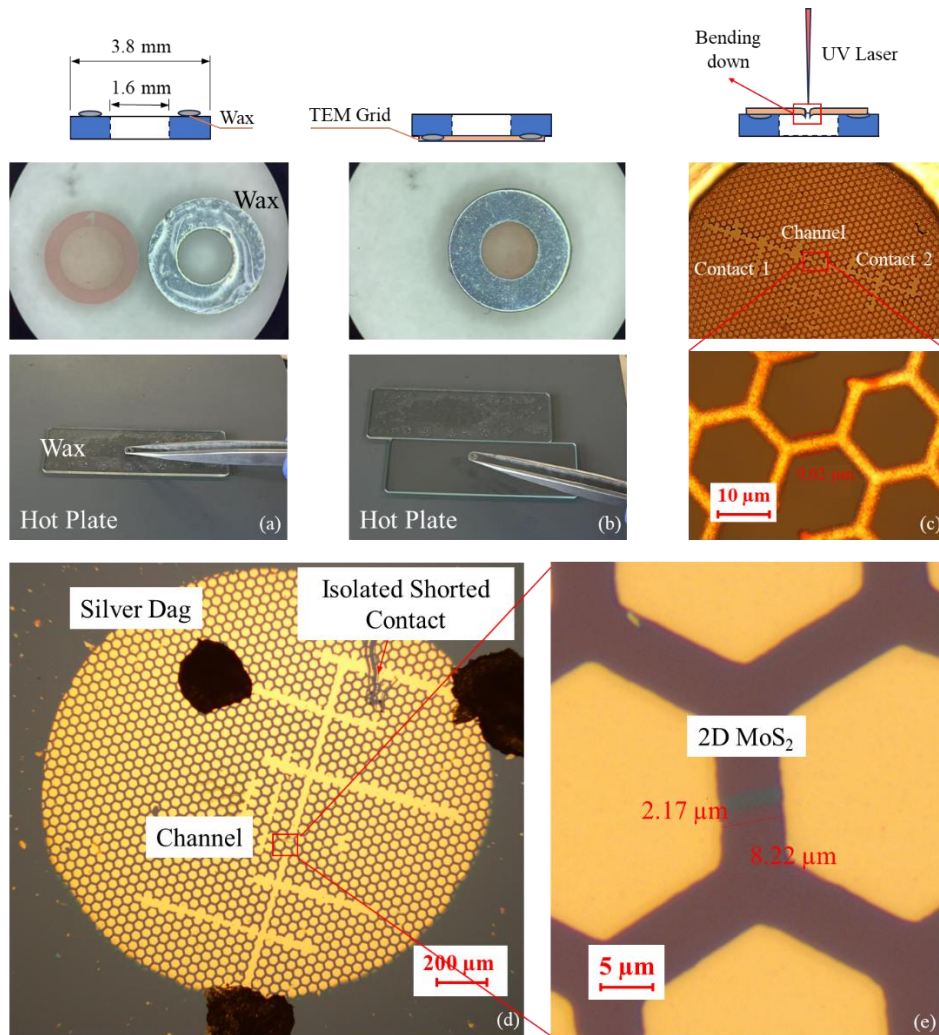 3.8 mm
1.6 mm
Wax
TEM Grid
Bending
down
UV Laser
Wax
Channel
Contact 1
Contact 2
Wax
Hot Plate
(a)
Hot Plate
(b)
10 µm
(c)
Silver Dag
Isolated Shorted
Contact
Channel
200 µm
(d)
2D MoS₂
2.17 µm
8.22 µm
5 µm
(e)